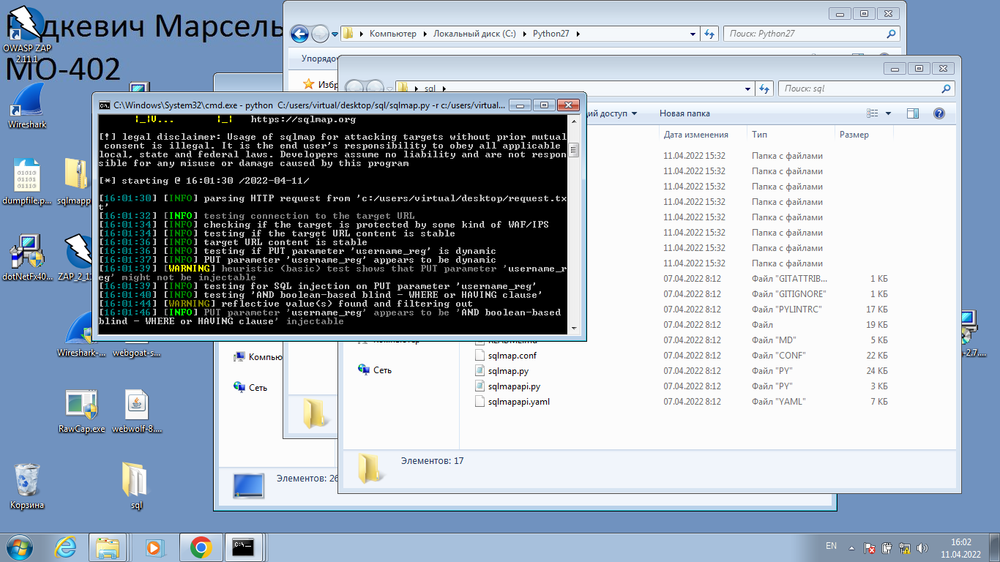 Марсель
МО-402
OWASP ZAP
2.11.1
Wireshark
dumpfile.p...
sqlmapp
dotNetFx40...
ZAP_2_1
Wireshark-...
webgoat-s...
RawCap.exe
webwolf-8....
Корзина
sql
-2.7....
Компьютер
Локальный диск (C:)
Python27
Поиск: Python27
Упорядо
Избр
sql
Поиск: sql
ий доступ
Новая папка
Дата изменения
Тип
Размер
11.04.2022 15:32
Папка с файлами
11.04.2022 15:32
Папка с файлами
11.04.2022 15:32
Папка с файлами
11.04.2022 15:32
Папка с файлами
11.04.2022 15:32
Папка с файлами
11.04.2022 15:32
Папка с файлами
11.04.2022 15:32
Папка с файлами
11.04.2022 15:32
Папка с файлами
07.04.2022 8:12
Файл "GITATTRIB...
1 КБ
07.04.2022 8:12
Файл "GITIGNORE"
1 КБ
07.04.2022 8:12
Файл "PYLINTRC"
17 КБ
07.04.2022 8:12
Файл
19 КБ
07.04.2022 8:12
Файл "MD"
5 КБ
sqlmap.conf
07.04.2022 8:12
Файл "CONF"
22 КБ
sqlmap.py
07.04.2022 8:12
Файл "PY"
24 КБ
sqlmapapi.py
07.04.2022 8:12
Файл "PY"
3 КБ
sqlmapapi.yaml
07.04.2022 8:12
Файл "YAML"
7 КБ
Сеть
Элементов: 17
Компью
Сеть
Элементов: 26
C:\Windows\System32\cmd.exe - python C:/users/virtual/desktop/sql/sqlmap.py -r c:/users/virtual...
|_|V... |_| https://sqlmap.org
[!] legal disclaimer: Usage of sqlmap for attacking targets without prior mutual
consent is illegal. It is the end user's responsibility to obey all applicable
local, state and federal laws. Developers assume no liability and are not respon
sible for any misuse or damage caused by this program
[*] starting @ 16:01:30 /2022-04-11/
[16:01:30] [INFO] parsing HTTP request from 'c:/users/virtual/desktop/request.tx
t'
[16:01:32] [INFO] testing connection to the target URL
[16:01:34] [INFO] checking if the target is protected by some kind of WAF/IPS
[16:01:34] [INFO] testing if the target URL content is stable
[16:01:36] [INFO] target URL content is stable
[16:01:36] [INFO] testing if PUT parameter 'username_reg' is dynamic
[16:01:37] [INFO] PUT parameter 'username_reg' appears to be dynamic
[16:01:39] [WARNING] heuristic (basic) test shows that PUT parameter 'username_r
eg' might not be injectable
[16:01:39] [INFO] testing for SQL injection on PUT parameter 'username_reg'
[16:01:40] [INFO] testing 'AND boolean-based blind - WHERE or HAVING clause'
[16:01:44] [WARNING] reflective value(s) found and filtering out
[16:01:46] [INFO] PUT parameter 'username_reg' appears to be 'AND boolean-based
blind - WHERE or HAVING clause' injectable
EN
16:02
11.04.2022